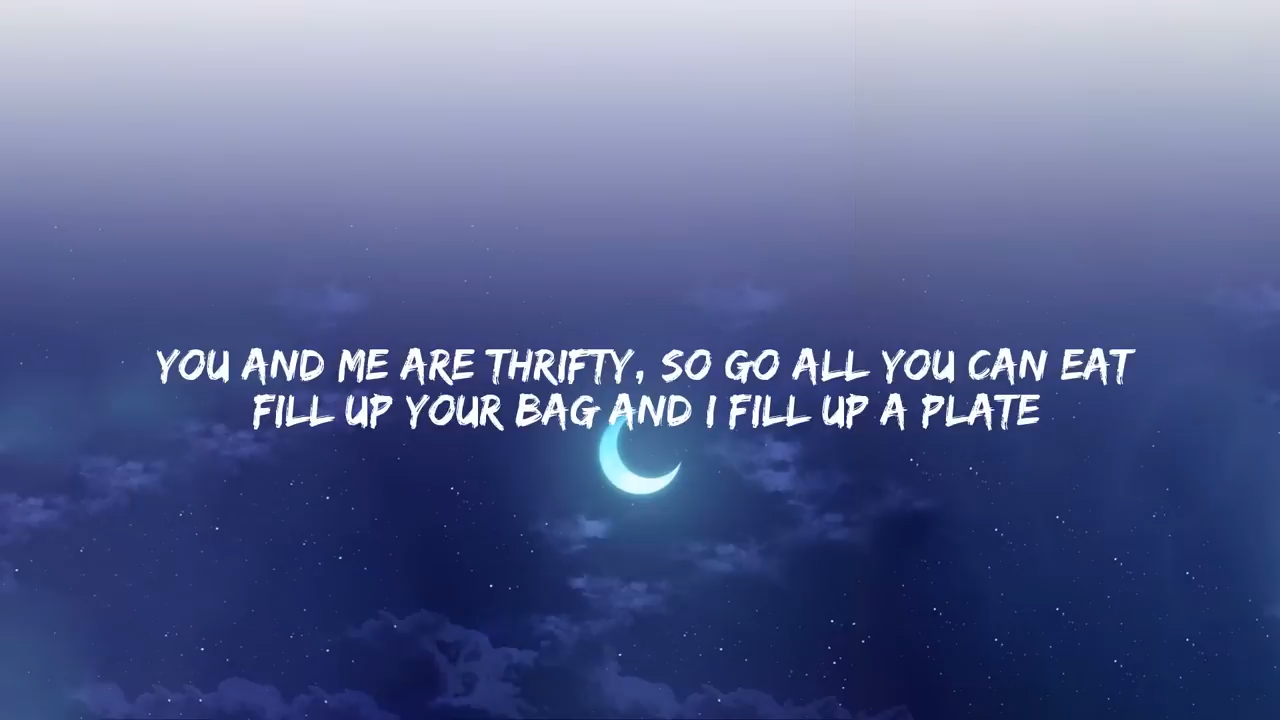 YOU AND ME ARE THRIFTY, SO GO ALL YOU CAN EAT
FILL UP YOUR BAG AND I FILL UP A PLATE